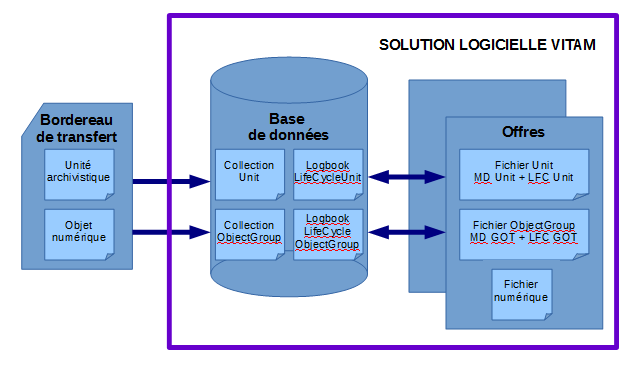 SOLUTION LOGICIELLE VITAM
Bordereau
de transfert
Unité
archivistique
Objet
numérique
Base
de données
Collection
Unit
Logbook
LifeCycleUnit
Collection
ObjectGroup
Logbook
LifeCycle
ObjectGroup
Offres
Fichier Unit
MD Unit + LFC Unit
Fichier ObjectGroup
MD GOT + LFC GOT
Fichier
numérique